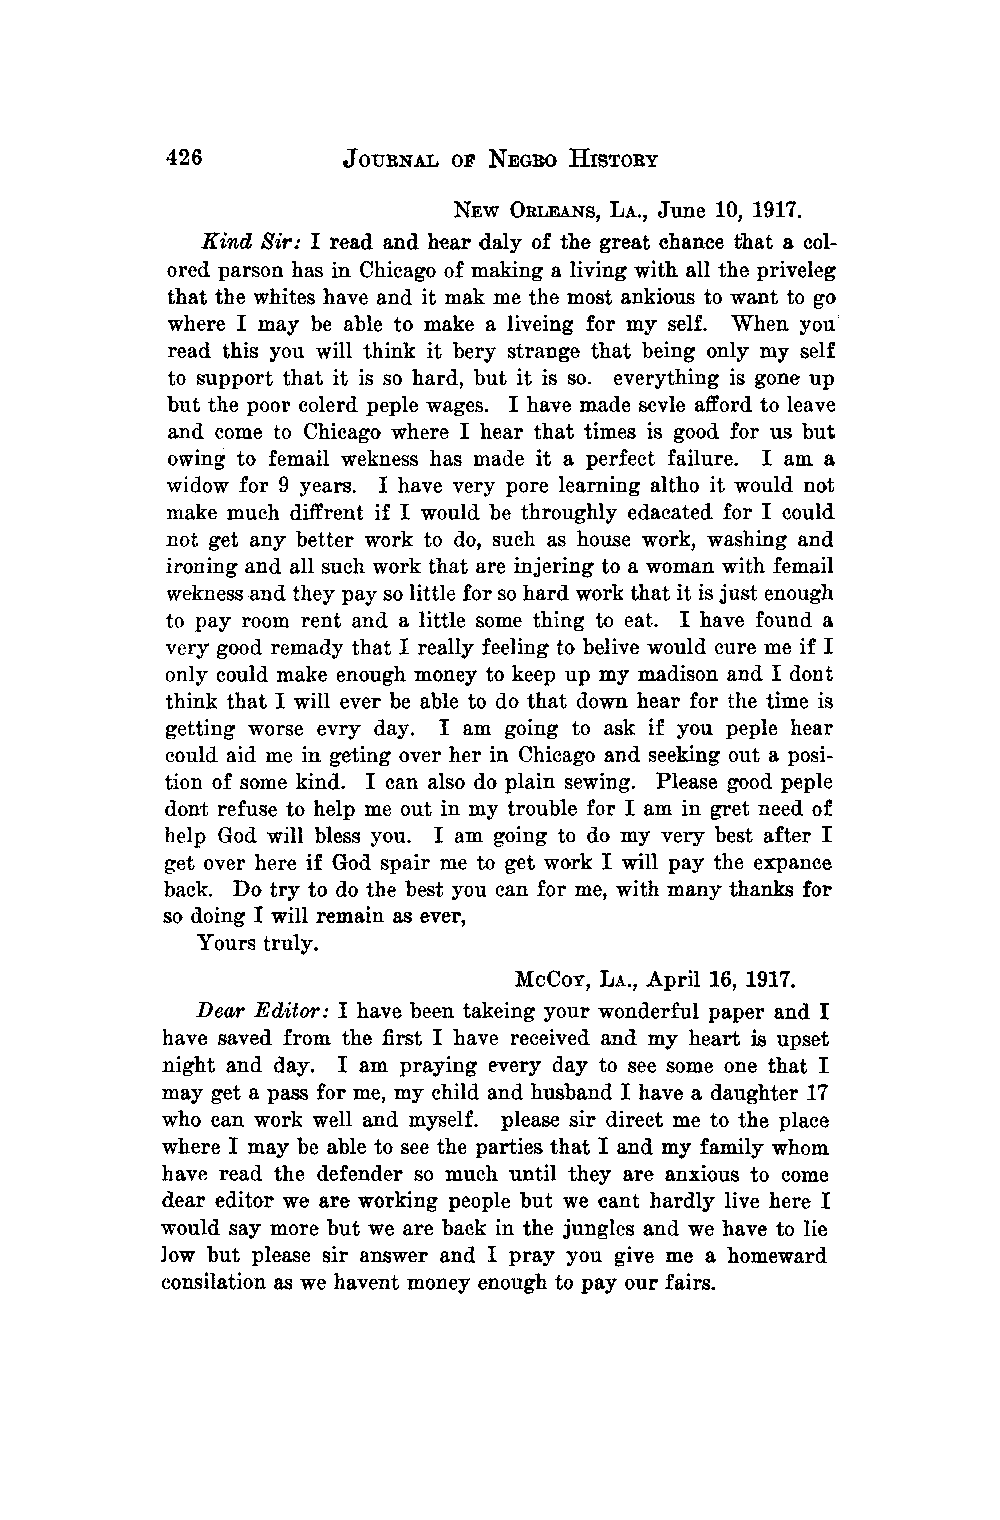 426 JOURNAL OF NEGRO HISTORY
NEW ORLEANS, LA., June 10, 1917.
Kind Sir: I read and hear daly of the great chance that a col-
ored parson has in Chicago of making a living with all the priveleg
that the whites have and it mak me the most ankious to want to go
where I may be able to make a liveing for my self. When you
read this you will think it bery strange that being only my self
to support that it is so hard, but it is so. everything is gone up
but the poor colerd peple wages. I have made sevle afford to leave
and come to Chicago where I hear that times is good for us but
owing to femail wekness has made it a perfect failure. I am a
widow for 9 years. I have very pore learning altho it would not
make much diffrent if I would be throughly edacated for I could
not get any better work to do, such as house work, washing and
ironing and all such work that are injering to a woman with femail
wekness and they pay so little for so hard work that it is just enough
to pay room rent and a little some thing to eat. I have found a
very good remady that I really feeling to belive would cure me if I
only could make enough money to keep up my madison and I dont
think that I will ever be able to do that down hear for the time is
getting worse evry day. I am going to ask if you peple hear
could aid me in geting over her in Chicago and seeking out a posi-
tion of some kind. I can also do plain sewing. Please good peple
dont refuse to help me out in my trouble for I am in gret need of
help God will bless you. I am going to do my very best after I
get over here if God spair me to get work I will pay the expance
back. Do try to do the best you can for me, with many thanks for
so doing I will remain as ever,
Yours truly.
MCCOY, LA., April 16, 1917.
Dear Editor: I have been takeing your wonderful paper and I
have saved from the first I have received and my heart is upset
night and day. I am praying every day to see some one that I
may get a pass for me, my child and husband I have a daughter 17
who can work well and myself. please sir direct me to the place
where I may be able to see the parties that I and my family whom
have read the defender so much until they are anxious to come
dear editor we are working people but we cant hardly live here I
would say more but we are back in the jungles and we have to lie
low but please sir answer and I pray you give me a homeward
consilation as we havent money enough to pay our fairs.